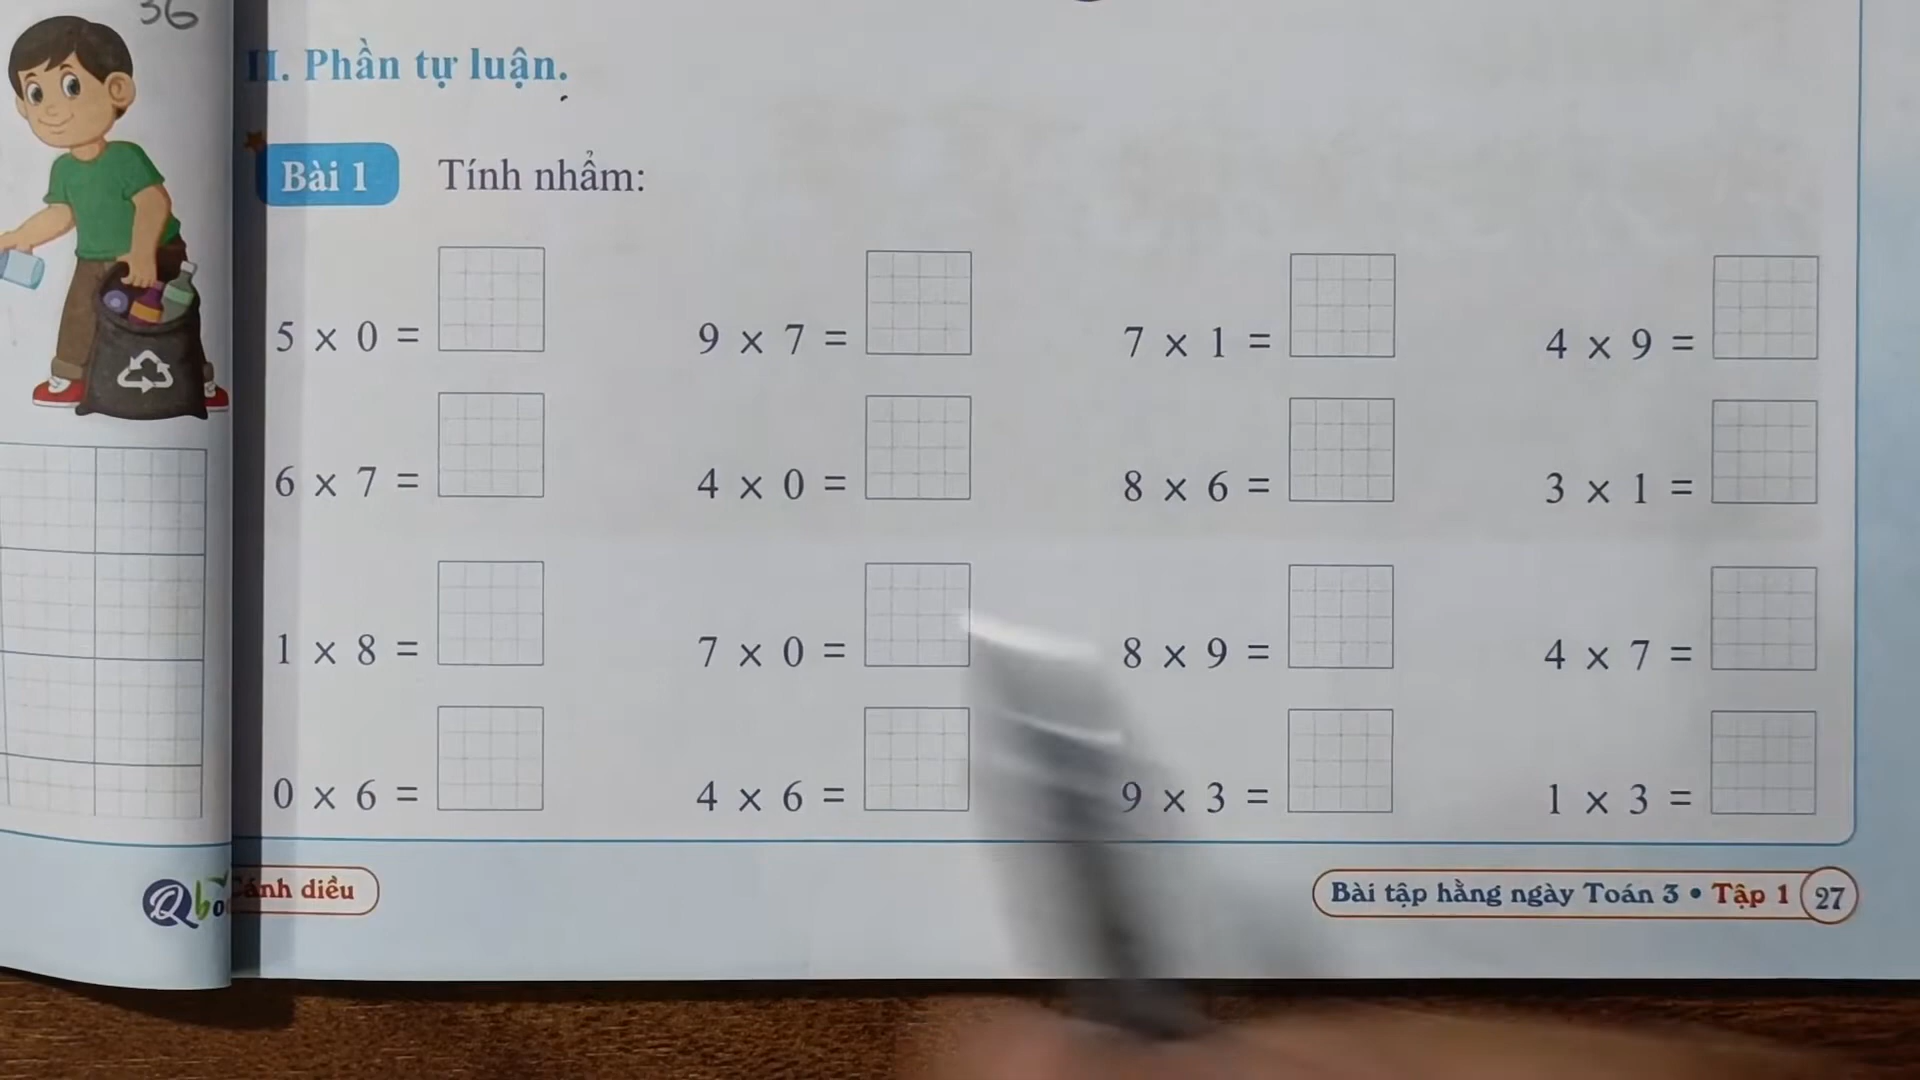 36
II. Phần tự luận.
Bài 1 Tính nhẩm:
5 × 0 = 9 × 7 = 7 × 1 = 4 × 9 =
6 × 7 = 4 × 0 = 8 × 6 = 3 × 1 =
1 × 8 = 7 × 0 = 8 × 9 = 4 × 7 =
0 × 6 = 4 × 6 = 9 × 3 = 1 × 3 =
Cánh diều
Bài tập hằng ngày Toán 3 • Tập 1 27